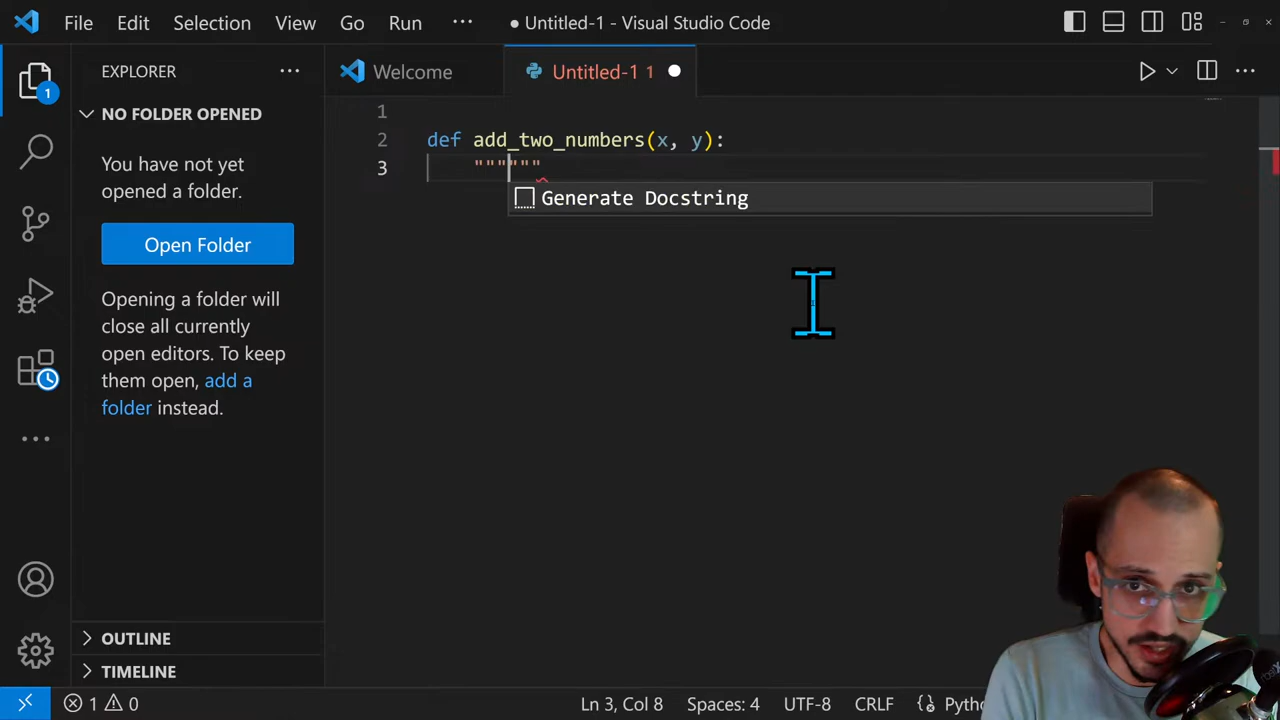 File Edit Selection View Go Run ··· ● Untitled-1 - Visual Studio Code
EXPLORER ···
Welcome
Untitled-1 1 ●
NO FOLDER OPENED
You have not yet
opened a folder.
Open Folder
Opening a folder will
close all currently
open editors. To keep
them open, add a
folder instead.
1
2 def add_two_numbers(x, y):
3 """"""
Generate Docstring
1
OUTLINE
TIMELINE
1 0 Ln 3, Col 8 Spaces: 4 UTF-8 CRLF